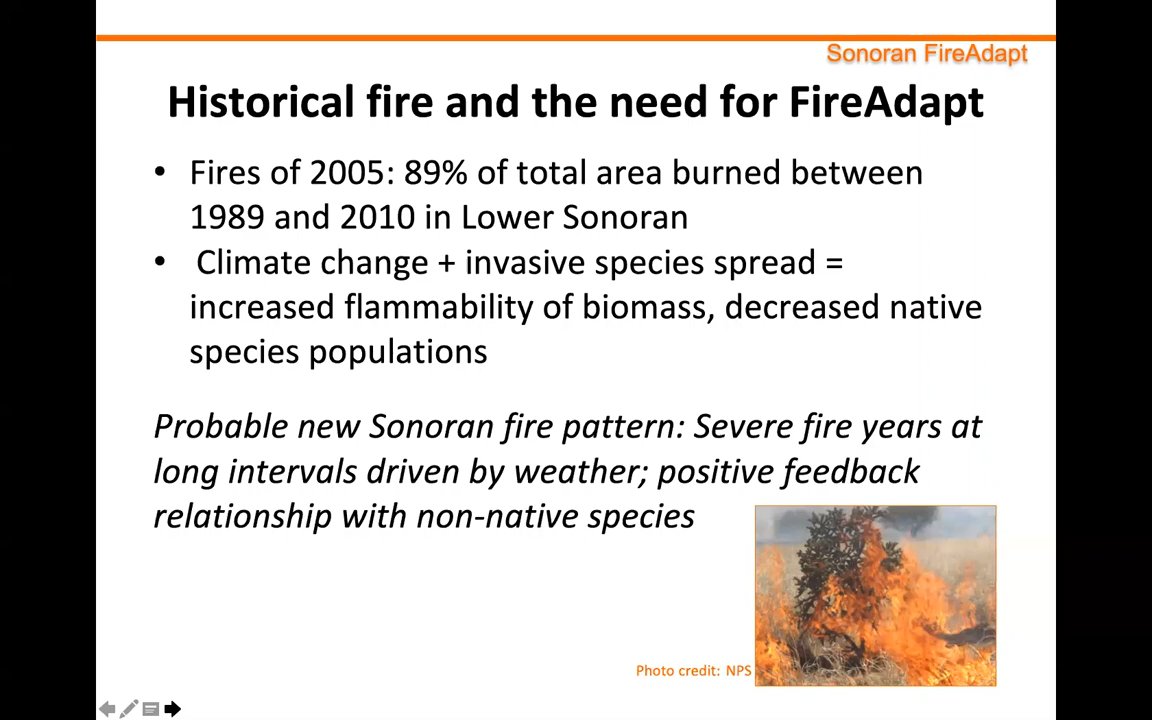 Sonoran FireAdapt
Historical fire and the need for FireAdapt
• Fires of 2005: 89% of total area burned between
1989 and 2010 in Lower Sonoran
• Climate change + invasive species spread =
increased flammability of biomass, decreased native
species populations
Probable new Sonoran fire pattern: Severe fire years at
long intervals driven by weather; positive feedback
relationship with non-native species
Photo credit: NPS